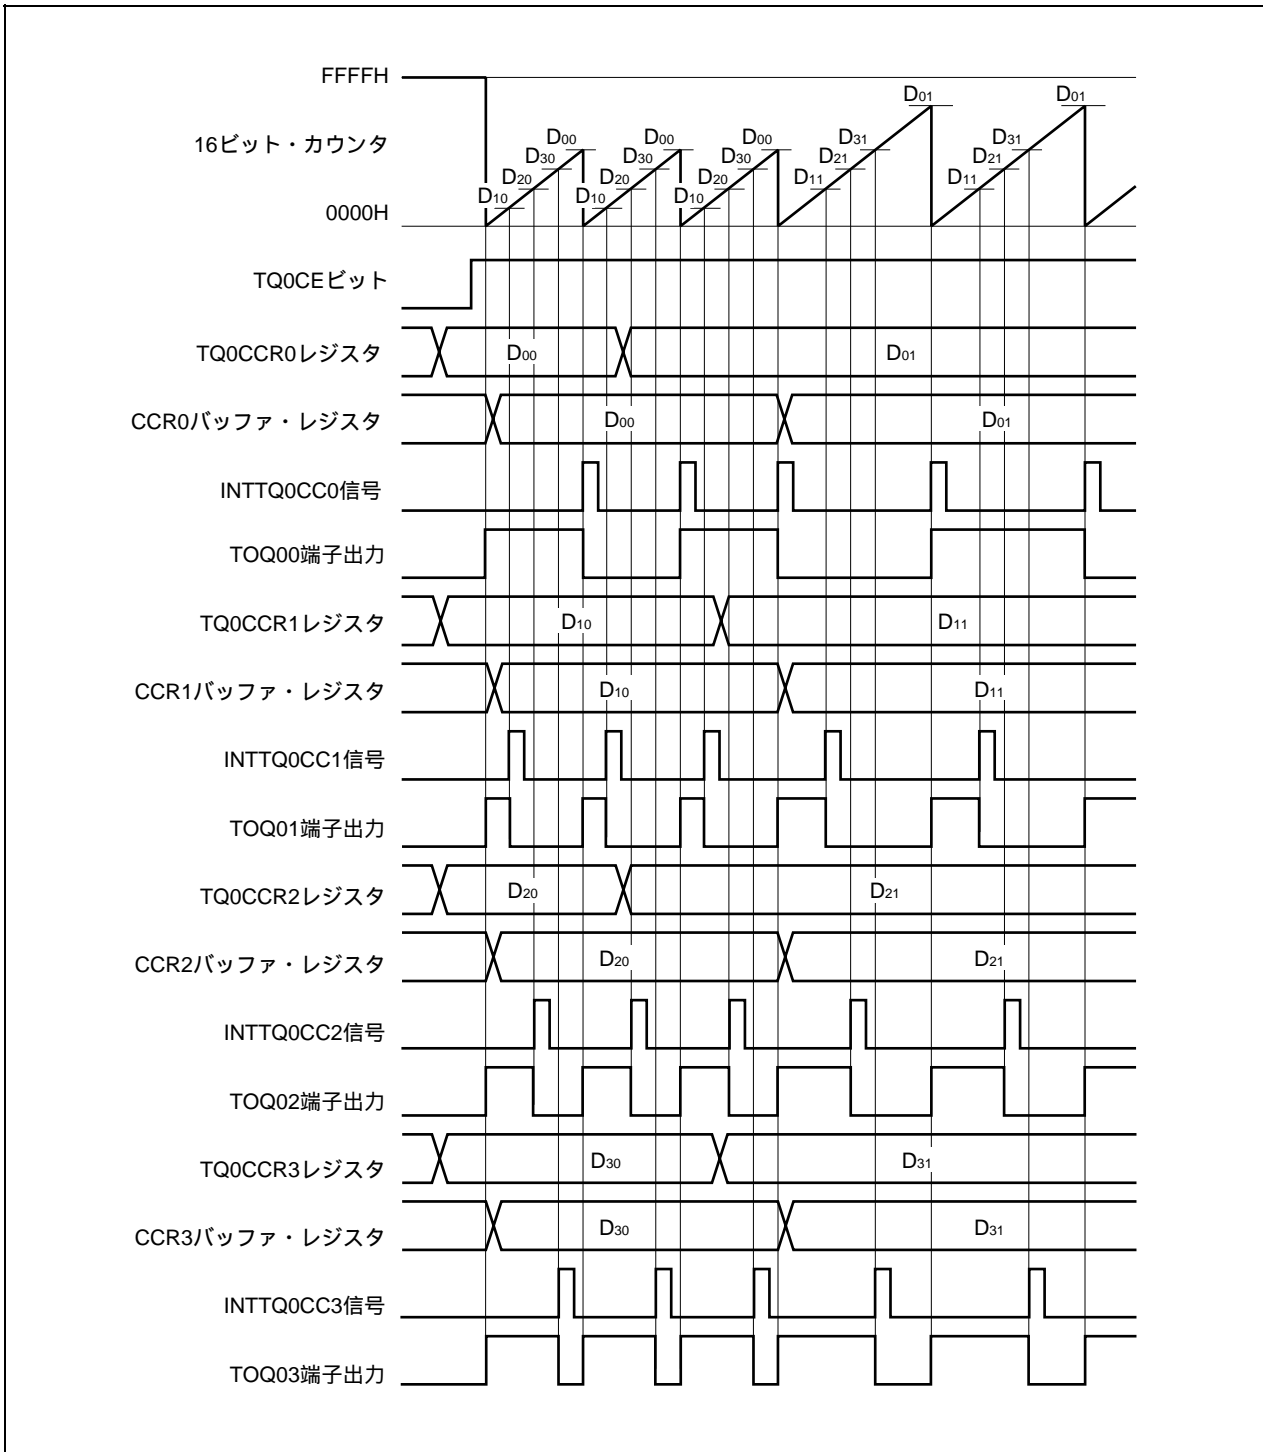 FFFFH
D01 D01
16ビット・カウンタ
D00 D00 D00 D31 D31
D30 D30 D30 D21 D21
D20 D20 D20 D11 D11
D10 D10 D10
0000H
TQ0CEビット
TQ0CCR0レジスタ D00 D01
CCR0バッファ・レジスタ D00 D01
INTTQ0CC0信号
TOQ00端子出力
TQ0CCR1レジスタ D10 D11
CCR1バッファ・レジスタ D10 D11
INTTQ0CC1信号
TOQ01端子出力
TQ0CCR2レジスタ D20 D21
CCR2バッファ・レジスタ D20 D21
INTTQ0CC2信号
TOQ02端子出力
TQ0CCR3レジスタ D30 D31
CCR3バッファ・レジスタ D30 D31
INTTQ0CC3信号
TOQ03端子出力